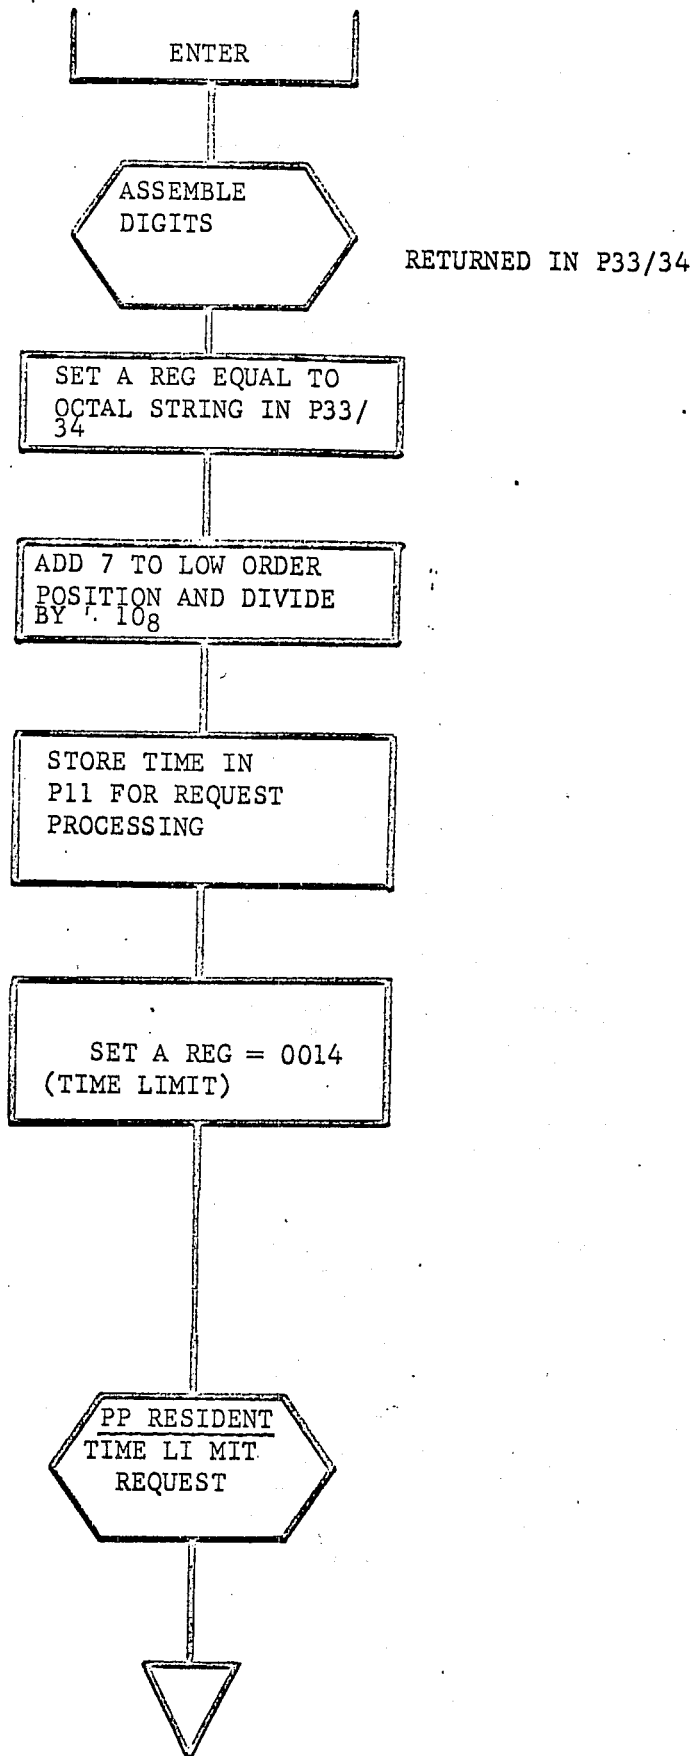 ENTER
ASSEMBLE
DIGITS
RETURNED IN P33/34
SET A REG EQUAL TO
OCTAL STRING IN P33/
34
ADD 7 TO LOW ORDER
POSITION AND DIVIDE
BY 10₈
STORE TIME IN
P11 FOR REQUEST
PROCESSING
SET A REG = 0014
(TIME LIMIT)
PP RESIDENT
TIME LI MIT
REQUEST